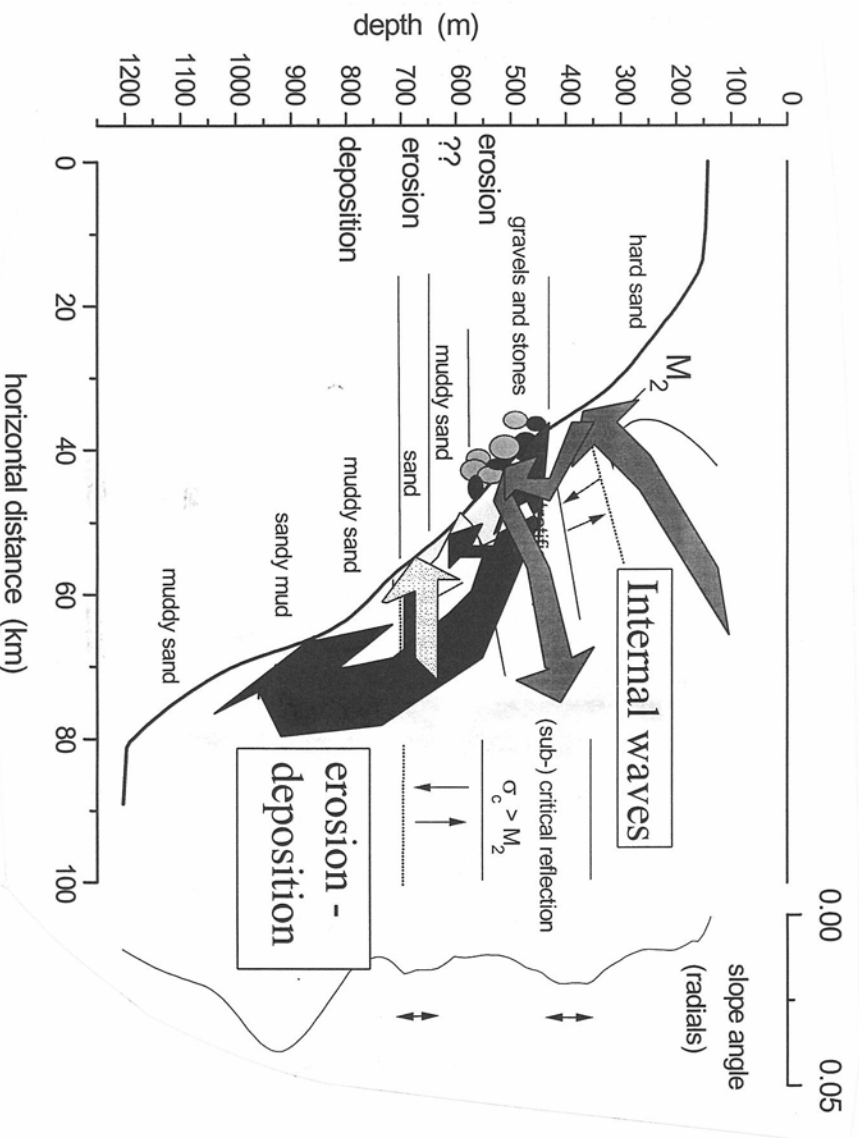 depth (m)
0
100
200
300
400
500
600
700
800
900
1000
1100
1200
0
20
40
60
80
100
horizontal distance (km)
0.00
0.05
slope angle
(radials)
hard sand
M₂
gravels and stones
erosion
??
erosion
deposition
muddy sand
sand
muddy sand
sandy mud
muddy sand
Internal waves
(sub-) critical reflection
σc > M₂
erosion -
deposition